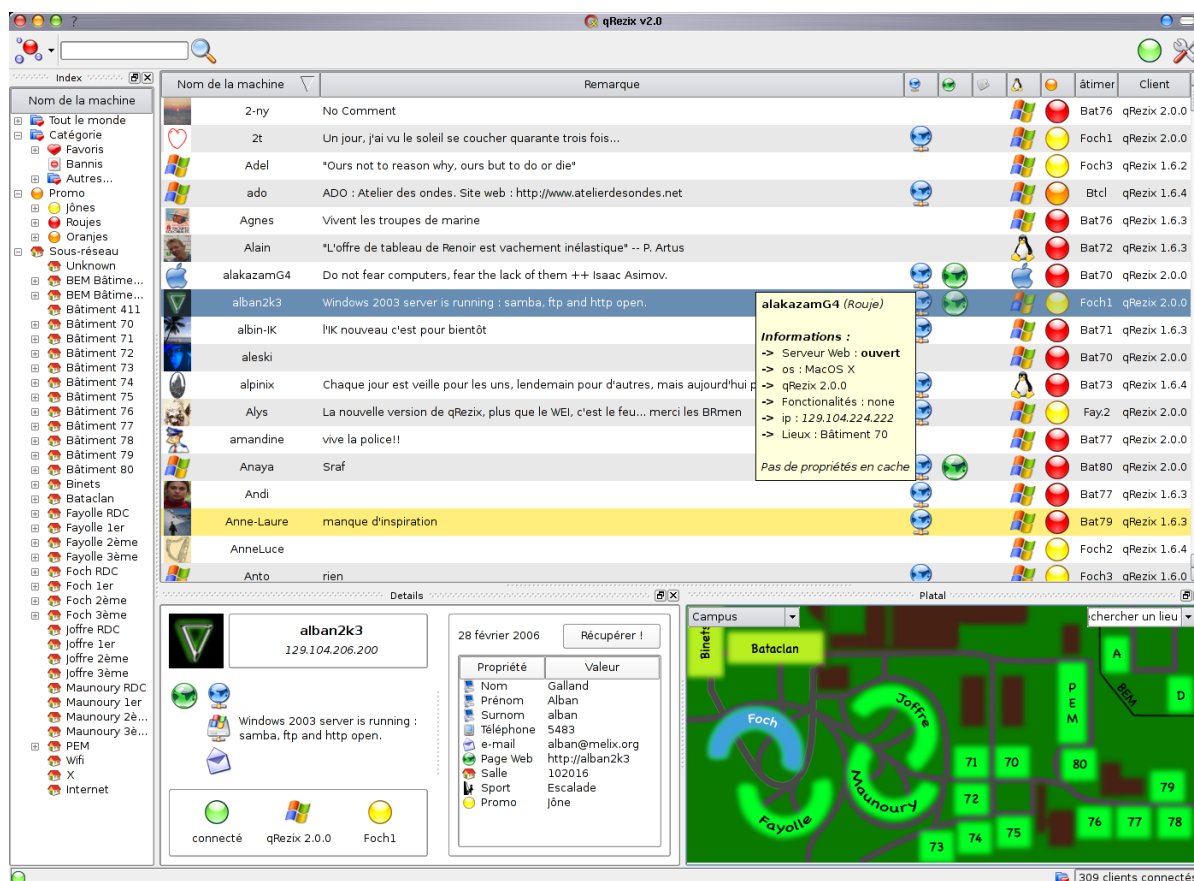 ? qRezix v2.0
Index
Nom de la machine
Tout le monde
Catégorie
Favoris
Bannis
Autres...
Promo
Jônes
Roujes
Oranjes
Sous-réseau
Unknown
BEM Bâtime...
BEM Bâtime...
Bâtiment 411
Bâtiment 70
Bâtiment 71
Bâtiment 72
Bâtiment 73
Bâtiment 74
Bâtiment 75
Bâtiment 76
Bâtiment 77
Bâtiment 78
Bâtiment 79
Bâtiment 80
Binets
Bataclan
Fayolle RDC
Fayolle 1er
Fayolle 2ème
Fayolle 3ème
Foch RDC
Foch 1er
Foch 2ème
Foch 3ème
Joffre RDC
Joffre 1er
Joffre 2ème
Joffre 3ème
Maunoury RDC
Maunoury 1er
Maunoury 2è...
Maunoury 3è...
PEM
Wifi
X
Internet
Nom de la machine Remarque âtimer Client
2-ny No Comment Bat76 qRezix 2.0.0
2t Un jour, j'ai vu le soleil se coucher quarante trois fois... Foch1 qRezix 2.0.0
Adel "Ours not to reason why, ours but to do or die" Foch3 qRezix 1.6.2
ado ADO : Atelier des ondes. Site web : http://www.atelierdesondes.net Btcl qRezix 1.6.4
Agnes Vivent les troupes de marine Bat76 qRezix 1.6.3
Alain "L'offre de tableau de Renoir est vachement inélastique" -- P. Artus Bat72 qRezix 1.6.3
alakazamG4 Do not fear computers, fear the lack of them ++ Isaac Asimov. Bat70 qRezix 2.0.0
alban2k3 Windows 2003 server is running : samba, ftp and http open. Foch1 qRezix 2.0.0
albin-IK l'IK nouveau c'est pour bientôt Bat71 qRezix 1.6.3
aleski Bat70 qRezix 2.0.0
alpinix Chaque jour est veille pour les uns, lendemain pour d'autres, mais aujourd'hui p Bat73 qRezix 1.6.4
Alys La nouvelle version de qRezix, plus que le WEI, c'est le feu... merci les BRmen Fay.2 qRezix 2.0.0
amandine vive la police!! Bat77 qRezix 2.0.0
Anaya Sraf Bat80 qRezix 2.0.0
Andi Bat77 qRezix 1.6.3
Anne-Laure manque d'inspiration Bat79 qRezix 1.6.3
AnneLuce Foch2 qRezix 1.6.4
Anto rien Foch3 qRezix 1.6.0
alakazamG4 (Rouje)
Informations :
-> Serveur Web : ouvert
-> os : MacOS X
-> qRezix 2.0.0
-> Fonctionalités : none
-> ip : 129.104.224.222
-> Lieux : Bâtiment 70
Pas de propriétés en cache
Details
alban2k3
129.104.206.200
Windows 2003 server is running :
samba, ftp and http open.
connecté qRezix 2.0.0 Foch1
28 février 2006 Récupérer !
Propriété Valeur
Nom Galland
Prénom Alban
Surnom alban
Téléphone 5483
e-mail alban@melix.org
Page Web http://alban2k3
Salle 102016
Sport Escalade
Promo Jône
Platal
Campus echercher un lieu
Binets
Bataclan
A
BEM
D
PEM
Joffre
Foch
Maunoury
Fayolle
71 70 80
72 79
76 77 78
73 74 75
309 clients connectés